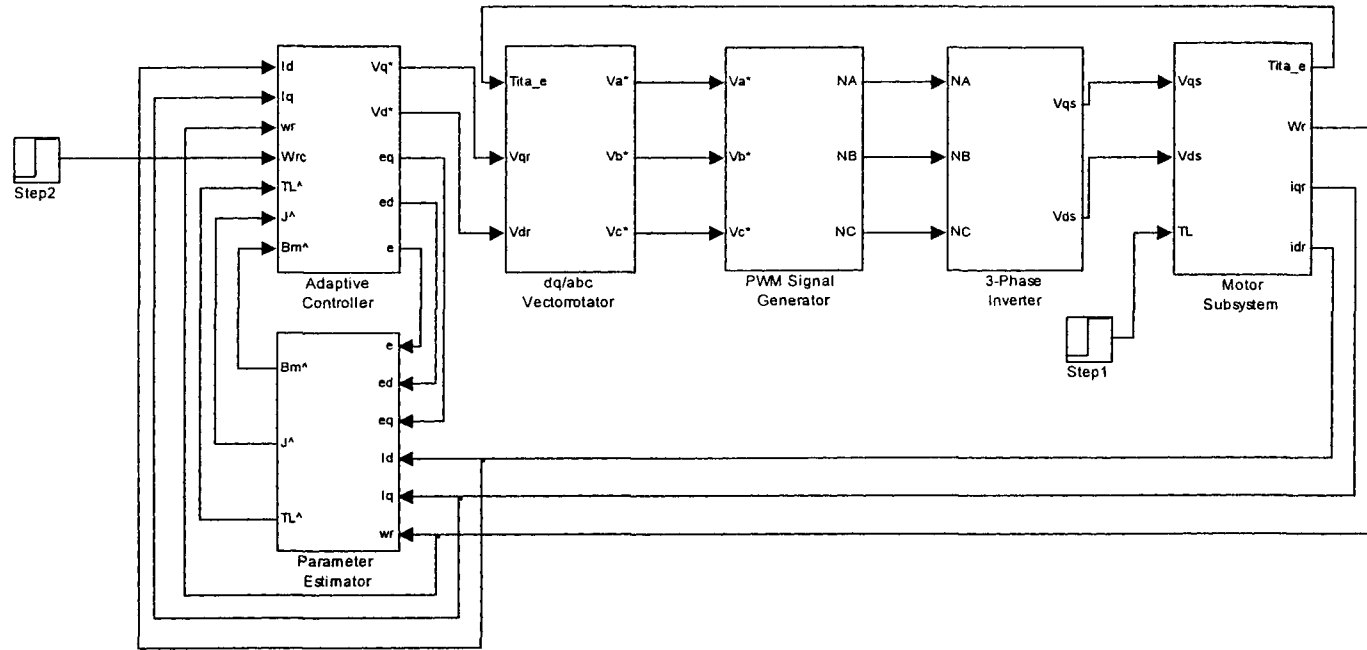 Step2
Id
Iq
wr
Wrc
TL^
J^
Bm^
Vq*
Vd*
eq
ed
e
Adaptive
Controller
Tita_e
Vqr
Vdr
Va*
Vb*
Vc*
dq/abc
Vectorrotator
Va*
Vb*
Vc*
NA
NB
NC
PWM Signal
Generator
NA
NB
NC
Vqs
Vds
3-Phase
Inverter
Vqs
Vds
TL
Tita_e
Wr
iqr
idr
Motor
Subsystem
Step1
Bm^
J^
TL^
e
ed
eq
Id
Iq
wr
Parameter
Estimator